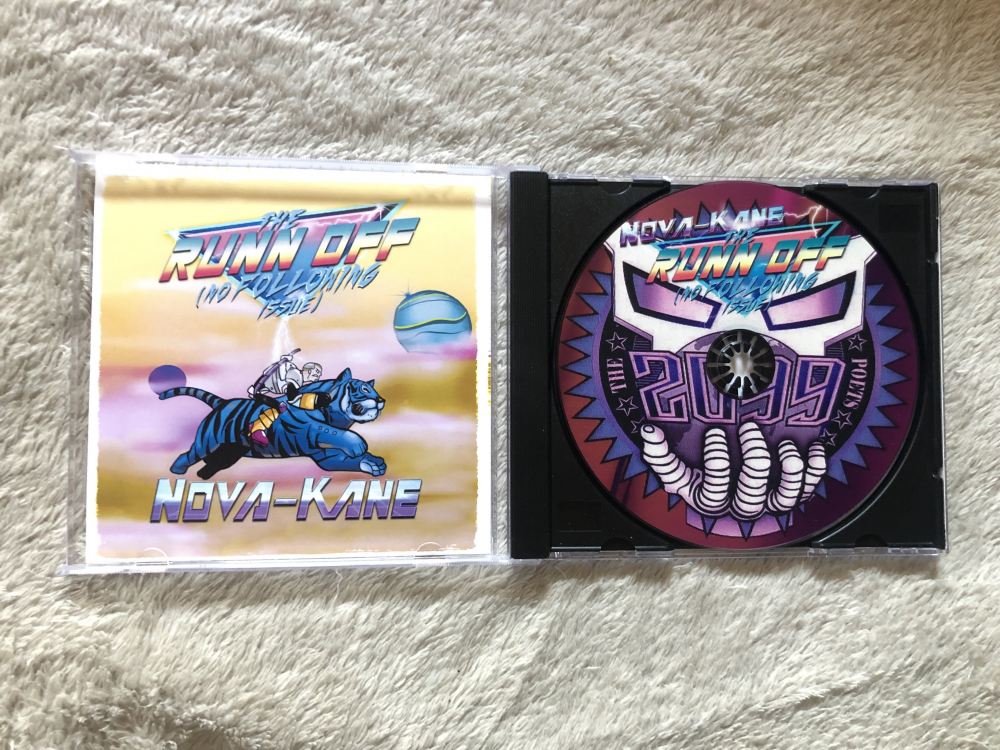 THE
RUNN OFF
(NO FOLLOWING
ISSUE)
NOVA-KANE
NOVA-KANE
THE
RUNN OFF
(NO FOLLOWING
ISSUE)
THE
2099
POETS